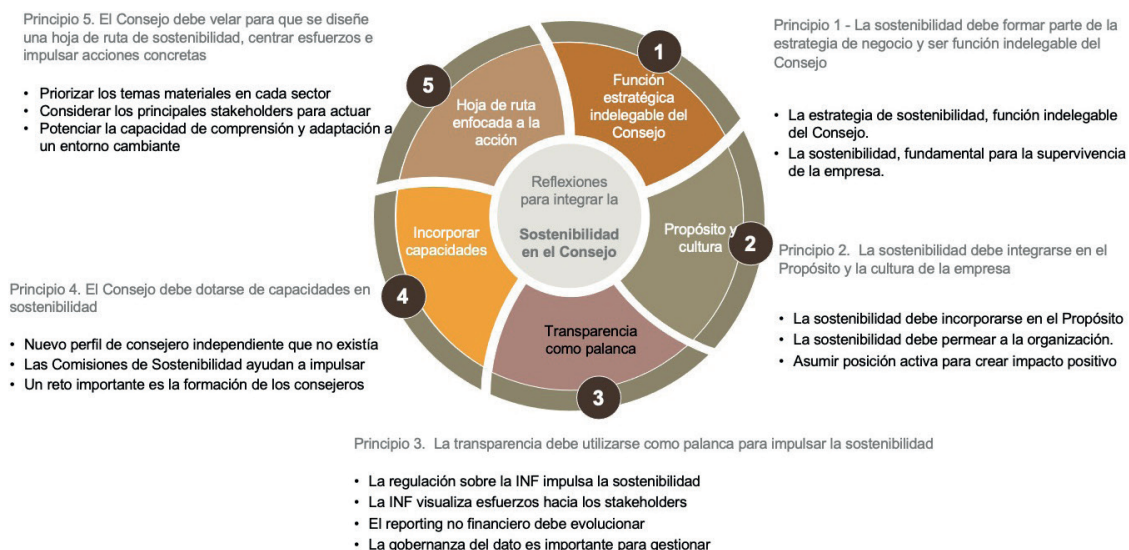 Principio 5. El Consejo debe velar para que se diseñe
una hoja de ruta de sostenibilidad, centrar esfuerzos e
impulsar acciones concretas
• Priorizar los temas materiales en cada sector
• Considerar los principales stakeholders para actuar
• Potenciar la capacidad de comprensión y adaptación a
un entorno cambiante
Principio 1 - La sostenibilidad debe formar parte de la
estrategia de negocio y ser función indelegable del
Consejo
• La estrategia de sostenibilidad, función indelegable
del Consejo.
• La sostenibilidad, fundamental para la supervivencia
de la empresa.
1
Función
estratégica
indelegable del
Consejo
5
Hoja de ruta
enfocada a la
acción
Reflexiones
para integrar la
Sostenibilidad
en el Consejo
Propósito y
cultura
2
Incorporar
capacidades
4
Transparencia
como palanca
3
Principio 2. La sostenibilidad debe integrarse en el
Propósito y la cultura de la empresa
• La sostenibilidad debe incorporarse en el Propósito
• La sostenibilidad debe permear a la organización.
• Asumir posición activa para crear impacto positivo
Principio 4. El Consejo debe dotarse de capacidades en
sostenibilidad
• Nuevo perfil de consejero independiente que no existía
• Las Comisiones de Sostenibilidad ayudan a impulsar
• Un reto importante es la formación de los consejeros
Principio 3. La transparencia debe utilizarse como palanca para impulsar la sostenibilidad
• La regulación sobre la INF impulsa la sostenibilidad
• La INF visualiza esfuerzos hacia los stakeholders
• El reporting no financiero debe evolucionar
• La gobernanza del dato es importante para gestionar